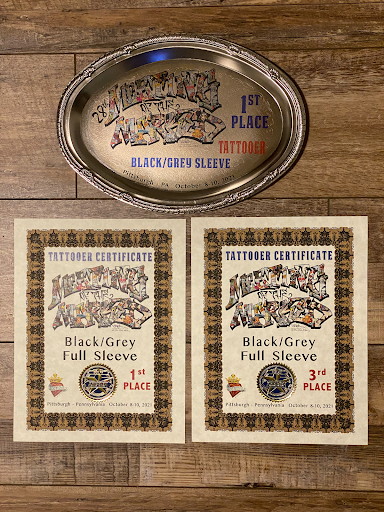 28th
MEETING
OF THE
MARKED
1ST
PLACE
TATTOOER
BLACK/GREY SLEEVE
Pittsburgh - PA October 8-10, 2021
TATTOOER CERTIFICATE
MEETING
OF THE
MARKED
Black/Grey
Full Sleeve
1st
PLACE
Pittsburgh - Pennsylvania October 8-10, 2021
TATTOOER CERTIFICATE
MEETING
OF THE
MARKED
Black/Grey
Full Sleeve
3rd
PLACE
Pittsburgh - Pennsylvania October 8-10, 2021